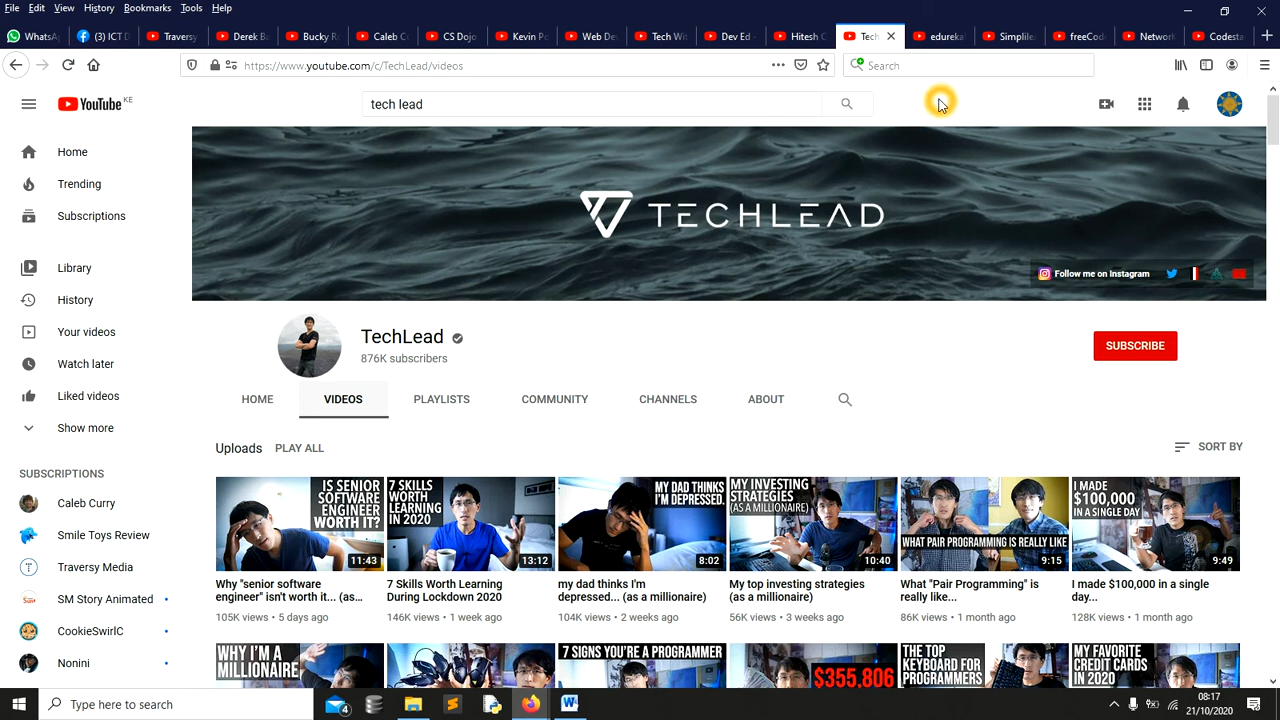 File Edit View History Bookmarks Tools Help
WhatsA
(3) ICT D
Traversy
Derek Ba
Bucky Ro
Caleb C
CS Dojo
Kevin Po
Web Dev
Tech Wit
Dev Ed -
Hitesh C
Tech
edureka
Simplile
freeCod
Network
Codesta
https://www.youtube.com/c/TechLead/videos
Search
YouTube KE
tech lead
Home
Trending
Subscriptions
Library
History
Your videos
Watch later
Liked videos
Show more
SUBSCRIPTIONS
Caleb Curry
Smile Toys Review
Traversy Media
SM Story Animated
CookieSwirlC
Nonini
TECHLEAD
Follow me on Instagram
TechLead
876K subscribers
SUBSCRIBE
HOME VIDEOS PLAYLISTS COMMUNITY CHANNELS ABOUT
Uploads PLAY ALL
SORT BY
IS SENIOR
SOFTWARE
ENGINEER
WORTH IT?
11:43
Why "senior software
engineer" isn't worth it... (as...
105K views • 5 days ago
7 SKILLS
WORTH
LEARNING
IN 2020
13:12
7 Skills Worth Learning
During Lockdown 2020
146K views • 1 week ago
MY DAD THINKS
I'M DEPRESSED.
8:02
my dad thinks I'm
depressed... (as a millionaire)
104K views • 2 weeks ago
MY INVESTING
STRATEGIES
(AS A MILLIONAIRE)
10:40
My top investing strategies
(as a millionaire)
56K views • 3 weeks ago
WHAT PAIR PROGRAMMING IS REALLY LIKE
9:15
What "Pair Programming" is
really like...
86K views • 1 month ago
I MADE
$100,000
IN A SINGLE DAY
9:49
I made $100,000 in a single
day...
128K views • 1 month ago
WHY I'M A
MILLIONAIRE
7 SIGNS YOU'RE A PROGRAMMER
$355,806
THE TOP
KEYBOARD FOR
PROGRAMMERS
MY FAVORITE
CREDIT CARDS
IN 2020
Type here to search
4
08:17
21/10/2020